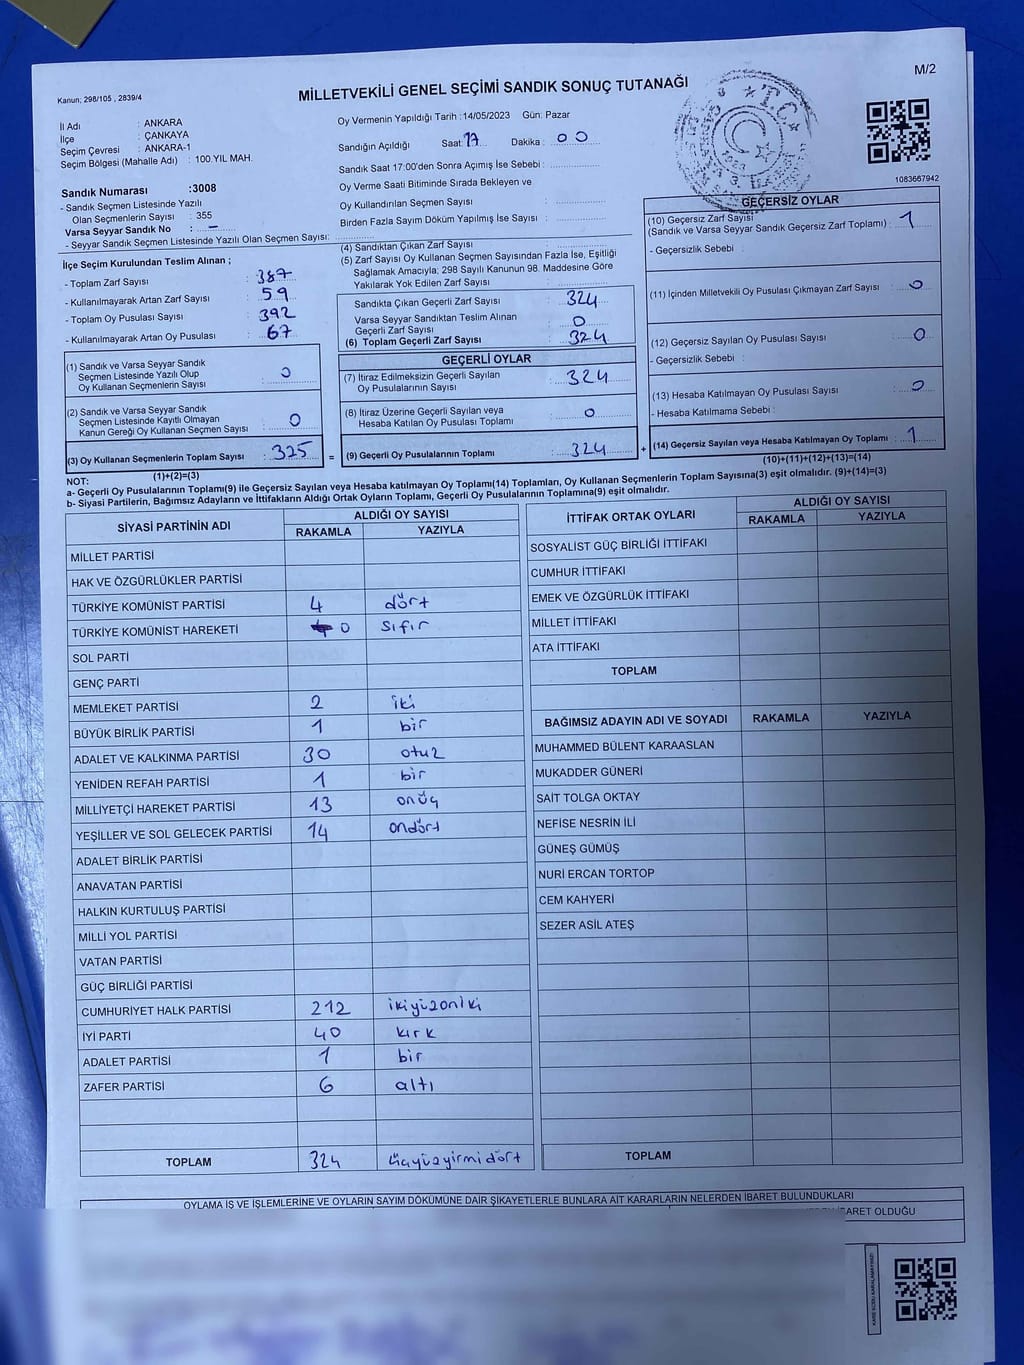 M/2
Kanun; 298/105 , 2839/4
MİLLETVEKİLİ GENEL SEÇİMİ SANDIK SONUÇ TUTANAĞI
İl Adı : ANKARA
İlçe : ÇANKAYA
Seçim Çevresi : ANKARA-1
Seçim Bölgesi (Mahalle Adı) : 100.YIL MAH.
Sandık Numarası :3008
- Sandık Seçmen Listesinde Yazılı
Olan Seçmenlerin Sayısı : 355
Varsa Seyyar Sandık No : -
- Seyyar Sandık Seçmen Listesinde Yazılı Olan Seçmen Sayısı:
Oy Vermenin Yapıldığı Tarih :14/05/2023 Gün: Pazar
Sandığın Açıldığı Saat: 17 Dakika : 00
Sandık Saat 17:00'den Sonra Açımış İse Sebebi :
Oy Verme Saati Bitiminde Sırada Bekleyen ve
Oy Kullandırılan Seçmen Sayısı :
Birden Fazla Sayım Döküm Yapılmış İse Sayısı :
T.C.
1083667942
İlçe Seçim Kurulundan Teslim Alınan ;
- Toplam Zarf Sayısı : 387
- Kullanılmayarak Artan Zarf Sayısı : 59
- Toplam Oy Pusulası Sayısı : 392
- Kullanılmayarak Artan Oy Pusulası : 67
(1) Sandık ve Varsa Seyyar Sandık
Seçmen Listesinde Yazılı Olup
Oy Kullanan Seçmenlerin Sayısı : 0
(2) Sandık ve Varsa Seyyar Sandık
Seçmen Listesinde Kayıtlı Olmayan
Kanun Gereği Oy Kullanan Seçmen Sayısı : 0
(3) Oy Kullanan Seçmenlerin Toplam Sayısı : 325
(1)+(2)=(3)
(4) Sandıktan Çıkan Zarf Sayısı :
(5) Zarf Sayısı Oy Kullanan Seçmen Sayısından Fazla İse, Eşitliği
Sağlamak Amacıyla; 298 Sayılı Kanunun 98. Maddesine Göre
Yakılarak Yok Edilen Zarf Sayısı :
Sandıkta Çıkan Geçerli Zarf Sayısı : 324
Varsa Seyyar Sandıktan Teslim Alınan
Geçerli Zarf Sayısı : 0
(6) Toplam Geçerli Zarf Sayısı : 324
GEÇERLİ OYLAR
(7) İtiraz Edilmeksizin Geçerli Sayılan
Oy Pusulalarının Sayısı : 324
(8) İtiraz Üzerine Geçerli Sayılan veya
Hesaba Katılan Oy Pusulası Toplamı : 0
= (9) Geçerli Oy Pusulalarının Toplamı : 324
GEÇERSİZ OYLAR
(10) Geçersiz Zarf Sayısı
(Sandık ve Varsa Seyyar Sandık Geçersiz Zarf Toplamı) : 1
- Geçersizlik Sebebi :
(11) İçinden Milletvekili Oy Pusulası Çıkmayan Zarf Sayısı : 0
(12) Geçersiz Sayılan Oy Pusulası Sayısı : 0
- Geçersizlik Sebebi :
(13) Hesaba Katılmayan Oy Pusulası Sayısı : 0
- Hesaba Katılmama Sebebi :
+ (14) Geçersiz Sayılan veya Hesaba Katılmayan Oy Toplamı : 1
(10)+(11)+(12)+(13)=(14)
NOT:
a- Geçerli Oy Pusulalarının Toplamı(9) ile Geçersiz Sayılan veya Hesaba katılmayan Oy Toplamı(14) Toplamları, Oy Kullanan Seçmenlerin Toplam Sayısına(3) eşit olmalıdır. (9)+(14)=(3)
b- Siyasi Partilerin, Bağımsız Adayların ve İttifakların Aldığı Ortak Oyların Toplamı, Geçerli Oy Pusulalarının Toplamına(9) eşit olmalıdır.
SİYASİ PARTİNİN ADI ALDIĞI OY SAYISI
RAKAMLA YAZIYLA
MİLLET PARTİSİ
HAK VE ÖZGÜRLÜKLER PARTİSİ
TÜRKİYE KOMÜNİST PARTİSİ 4 dört
TÜRKİYE KOMÜNİST HAREKETİ 0 sıfır
SOL PARTİ
GENÇ PARTİ
MEMLEKET PARTİSİ 2 iki
BÜYÜK BİRLİK PARTİSİ 1 bir
ADALET VE KALKINMA PARTİSİ 30 otuz
YENİDEN REFAH PARTİSİ 1 bir
MİLLİYETÇİ HAREKET PARTİSİ 13 onüç
YEŞİLLER VE SOL GELECEK PARTİSİ 14 ondört
ADALET BİRLİK PARTİSİ
ANAVATAN PARTİSİ
HALKIN KURTULUŞ PARTİSİ
MİLLİ YOL PARTİSİ
VATAN PARTİSİ
GÜÇ BİRLİĞİ PARTİSİ
CUMHURİYET HALK PARTİSİ 212 ikiyüzoniki
İYİ PARTİ 40 kırk
ADALET PARTİSİ 1 bir
ZAFER PARTİSİ 6 altı
TOPLAM 324 üçyüzyirmidört
İTTİFAK ORTAK OYLARI ALDIĞI OY SAYISI
RAKAMLA YAZIYLA
SOSYALİST GÜÇ BİRLİĞİ İTTİFAKI
CUMHUR İTTİFAKI
EMEK VE ÖZGÜRLÜK İTTİFAKI
MİLLET İTTİFAKI
ATA İTTİFAKI
TOPLAM
BAĞIMSIZ ADAYIN ADI VE SOYADI RAKAMLA YAZIYLA
MUHAMMED BÜLENT KARAASLAN
MUKADDER GÜNERİ
SAİT TOLGA OKTAY
NEFİSE NESRİN İLİ
GÜNEŞ GÜMÜŞ
NURİ ERCAN TORTOP
CEM KAHYERİ
SEZER ASİL ATEŞ
TOPLAM
OYLAMA İŞ VE İŞLEMLERİNE VE OYLARIN SAYIM DÖKÜMÜNE DAİR ŞİKAYETLERLE BUNLARA AİT KARARLARIN NELERDEN İBARET BULUNDUKLARI
İBARET OLDUĞU
KARE KODU KARALAMAYINIZ!